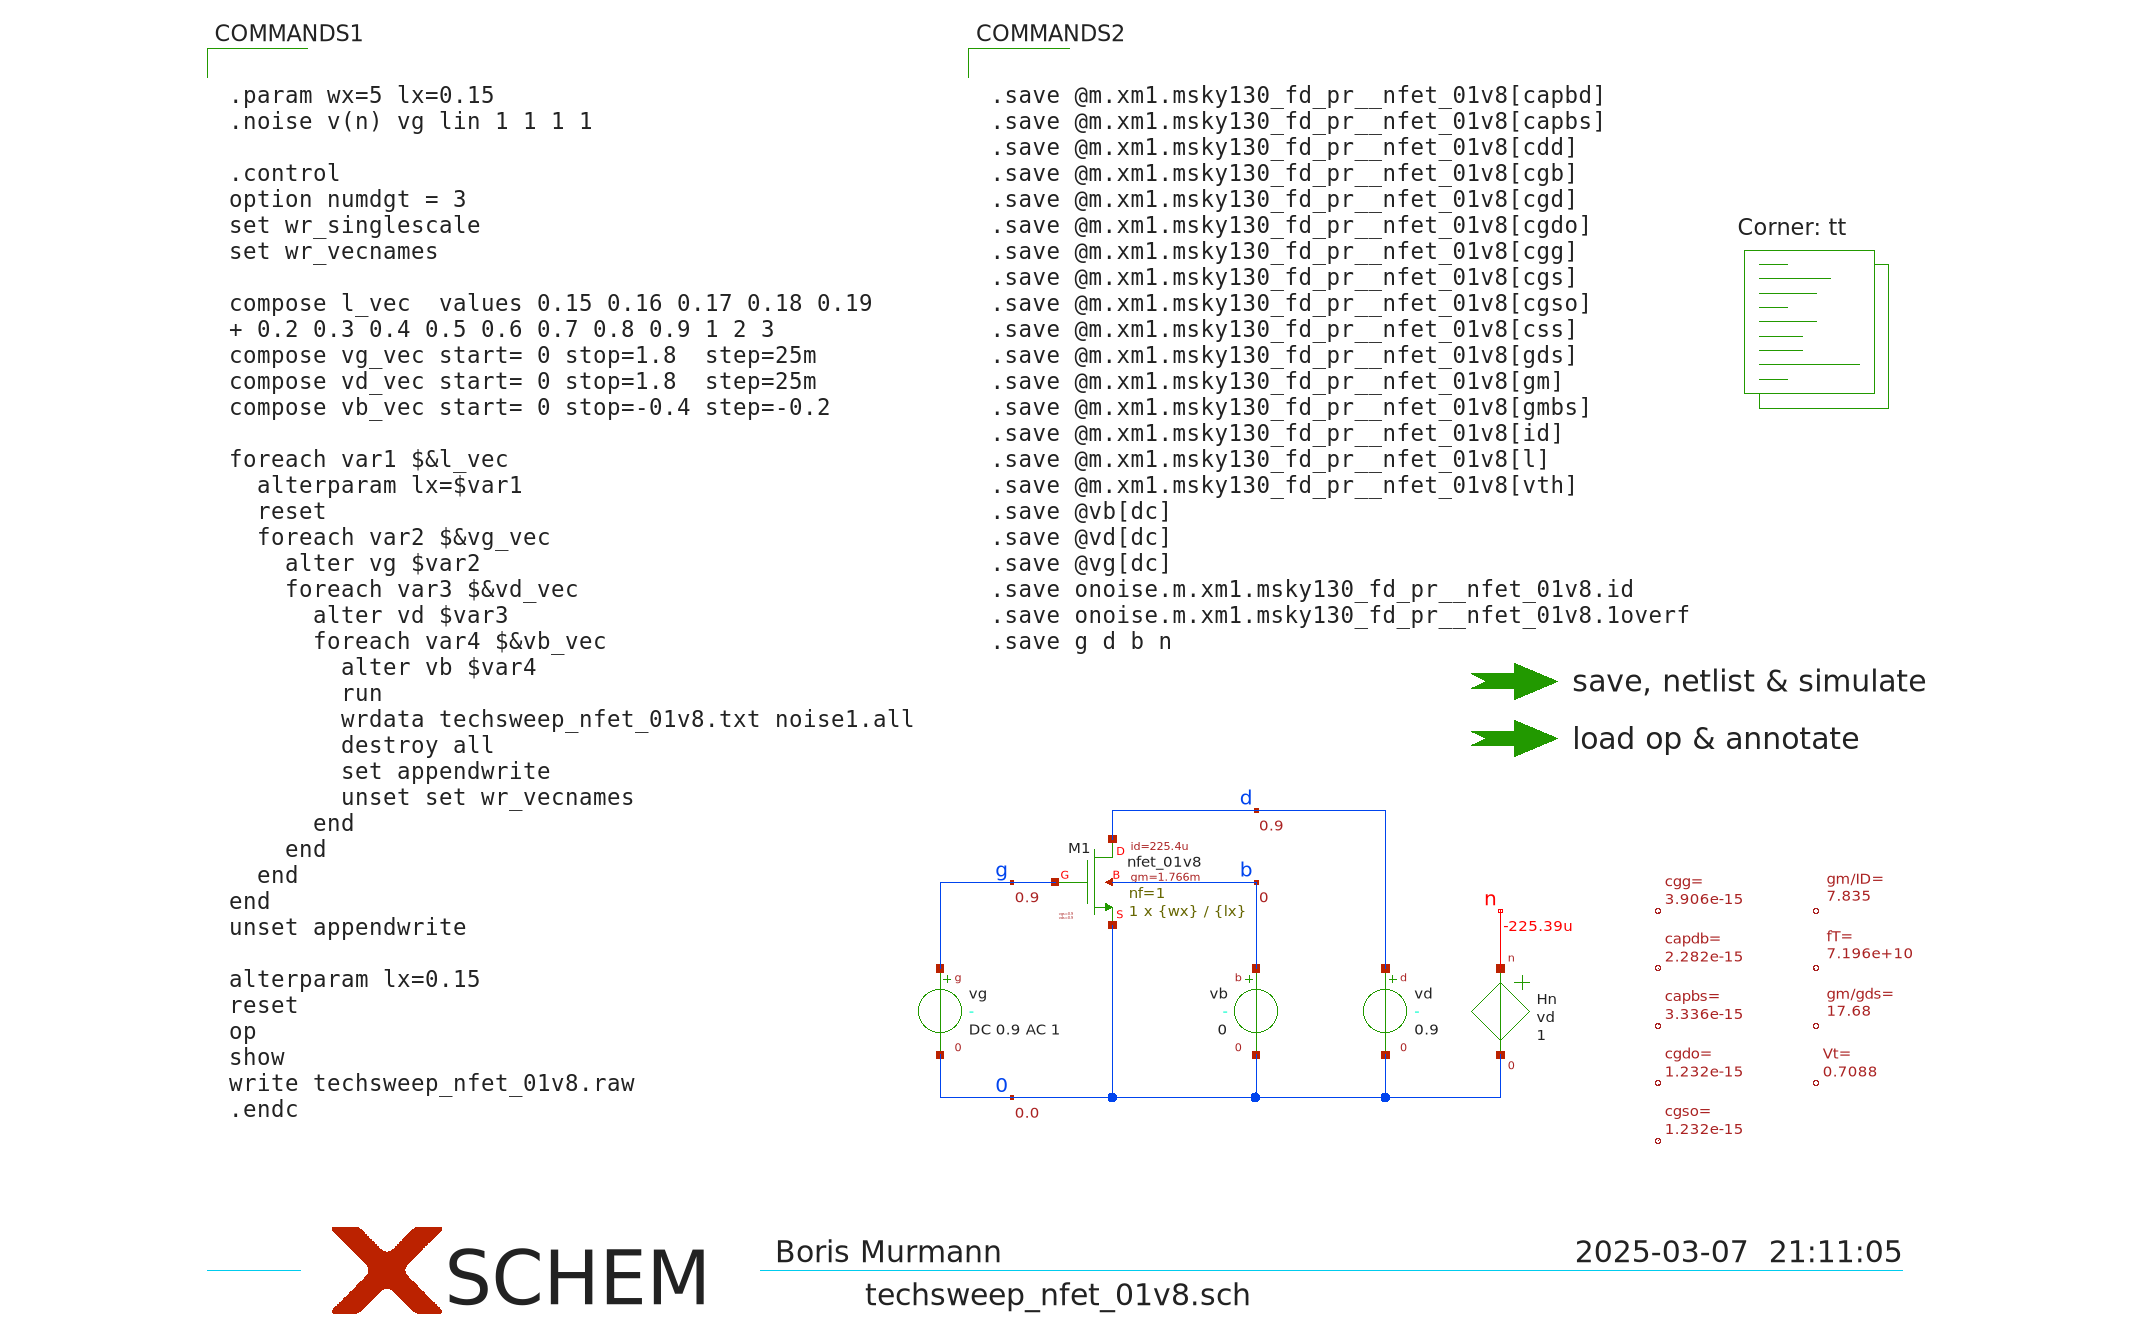 COMMANDS1
.param wx=5 lx=0.15
.noise v(n) vg lin 1 1 1 1
.control
option numdgt = 3
set wr_singlescale
set wr_vecnames
compose l_vec  values 0.15 0.16 0.17 0.18 0.19
+ 0.2 0.3 0.4 0.5 0.6 0.7 0.8 0.9 1 2 3
compose vg_vec start= 0 stop=1.8  step=25m
compose vd_vec start= 0 stop=1.8  step=25m
compose vb_vec start= 0 stop=-0.4 step=-0.2
foreach var1 $&l_vec
  alterparam lx=$var1
  reset
  foreach var2 $&vg_vec
    alter vg $var2
    foreach var3 $&vd_vec
      alter vd $var3
      foreach var4 $&vb_vec
        alter vb $var4
        run
        wrdata techsweep_nfet_01v8.txt noise1.all
        destroy all
        set appendwrite
        unset set wr_vecnames
      end
    end
  end
end
unset appendwrite
alterparam lx=0.15
reset
op
show
write techsweep_nfet_01v8.raw
.endc
COMMANDS2
.save @m.xm1.msky130_fd_pr__nfet_01v8[capbd]
.save @m.xm1.msky130_fd_pr__nfet_01v8[capbs]
.save @m.xm1.msky130_fd_pr__nfet_01v8[cdd]
.save @m.xm1.msky130_fd_pr__nfet_01v8[cgb]
.save @m.xm1.msky130_fd_pr__nfet_01v8[cgd]
.save @m.xm1.msky130_fd_pr__nfet_01v8[cgdo]
.save @m.xm1.msky130_fd_pr__nfet_01v8[cgg]
.save @m.xm1.msky130_fd_pr__nfet_01v8[cgs]
.save @m.xm1.msky130_fd_pr__nfet_01v8[cgso]
.save @m.xm1.msky130_fd_pr__nfet_01v8[css]
.save @m.xm1.msky130_fd_pr__nfet_01v8[gds]
.save @m.xm1.msky130_fd_pr__nfet_01v8[gm]
.save @m.xm1.msky130_fd_pr__nfet_01v8[gmbs]
.save @m.xm1.msky130_fd_pr__nfet_01v8[id]
.save @m.xm1.msky130_fd_pr__nfet_01v8[l]
.save @m.xm1.msky130_fd_pr__nfet_01v8[vth]
.save @vb[dc]
.save @vd[dc]
.save @vg[dc]
.save onoise.m.xm1.msky130_fd_pr__nfet_01v8.id
.save onoise.m.xm1.msky130_fd_pr__nfet_01v8.1overf
.save g d b n
Corner: tt
save, netlist & simulate
load op & annotate
d
0.9
M1
D
id=225.4u
nfet_01v8
g
G
B
gm=1.766m
b
0.9
nf=1
0
S
1 x {wx} / {lx}
n
-225.39u
+ g
vg
-
DC 0.9 AC 1
0
b +
vb
-
0
0
+ d
vd
-
0.9
0
n
+
Hn
vd
1
0
0
0.0
cgg=
3.906e-15
capdb=
2.282e-15
capbs=
3.336e-15
cgdo=
1.232e-15
cgso=
1.232e-15
gm/ID=
7.835
fT=
7.196e+10
gm/gds=
17.68
Vt=
0.7088
XSCHEM
Boris Murmann
2025-03-07  21:11:05
techsweep_nfet_01v8.sch